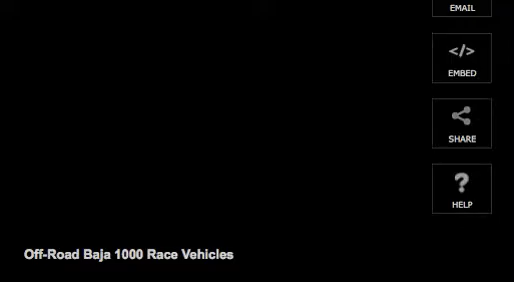 EMAIL
</>
EMBED
SHARE
?
HELP
Off-Road Baja 1000 Race Vehicles